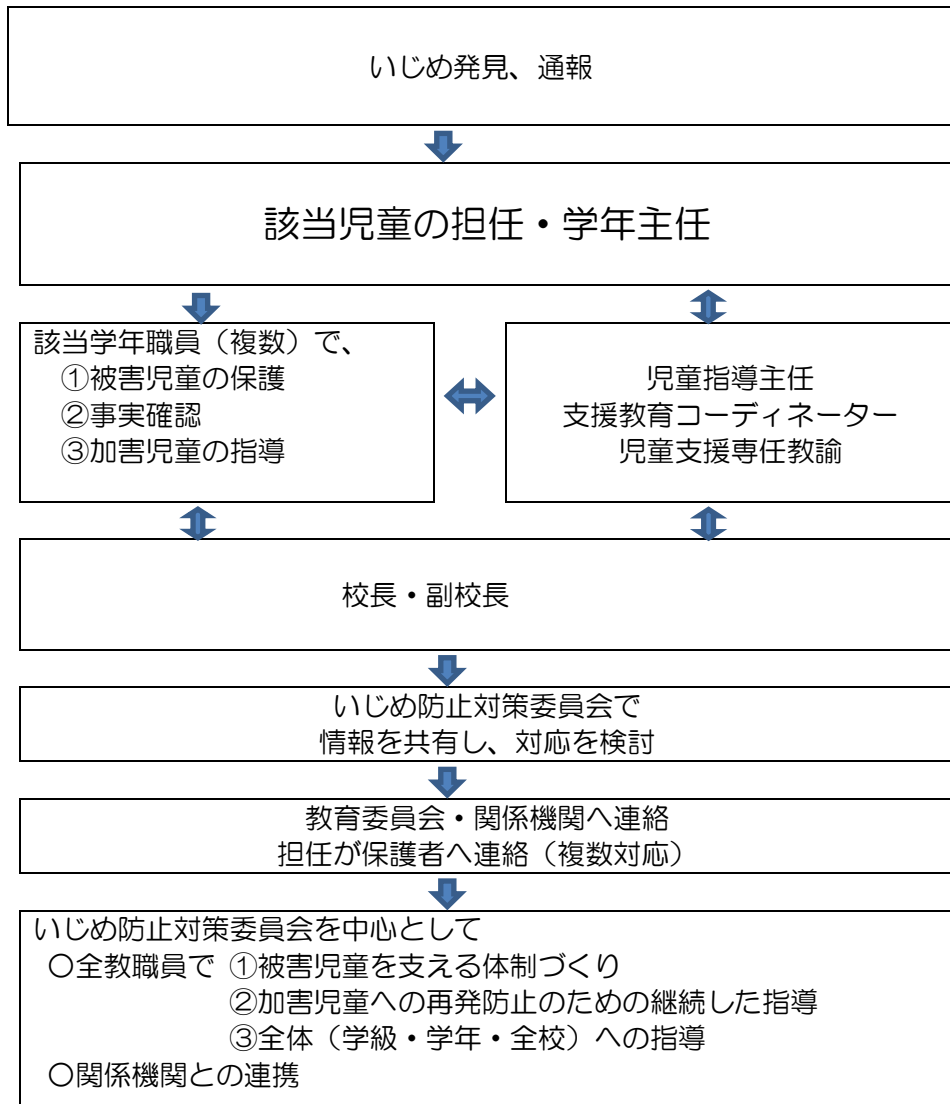 いじめ発見、通報
該当児童の担任・学年主任
該当学年職員（複数）で、
①被害児童の保護
②事実確認
③加害児童の指導
児童指導主任
支援教育コーディネーター
児童支援専任教諭
校長・副校長
いじめ防止対策委員会で
情報を共有し、対応を検討
教育委員会・関係機関へ連絡
担任が保護者へ連絡（複数対応）
いじめ防止対策委員会を中心として
〇全教職員で ①被害児童を支える体制づくり
②加害児童への再発防止のための継続した指導
③全体（学級・学年・全校）への指導
〇関係機関との連携